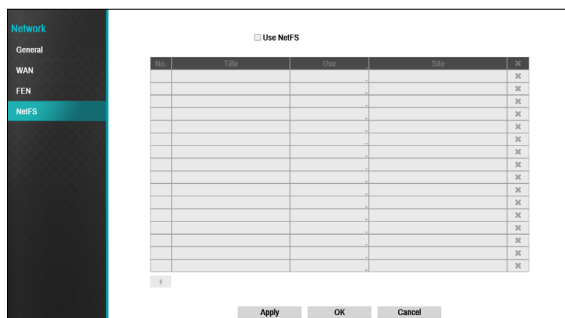 Network
General
WAN
FEN
NetFS
Use NetFS
No. Title Use Site
+
Apply OK Cancel